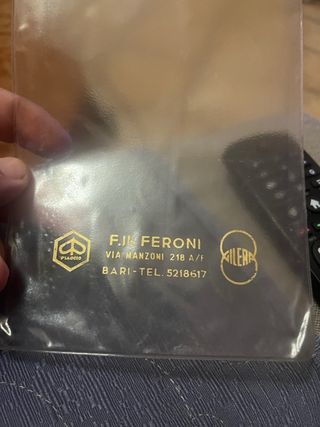 PIAGGIO
F.lli FERONI
VIA MANZONI 218 A/F
BARI - TEL. 5218617
GILERA